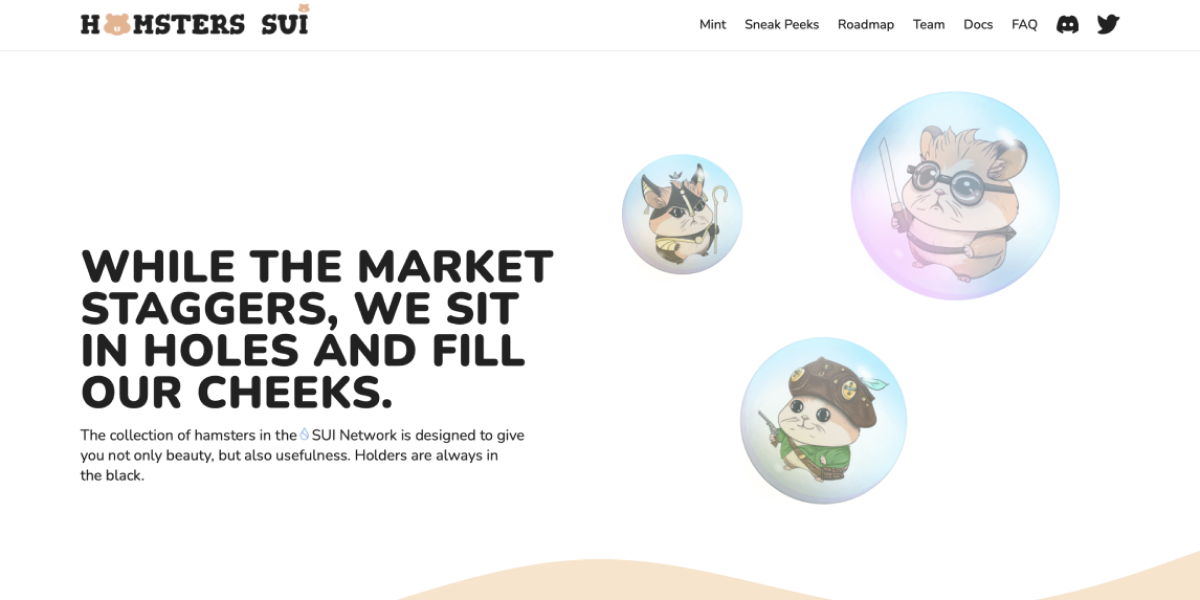 HAMSTERS SUI
Mint Sneak Peeks Roadmap Team Docs FAQ
WHILE THE MARKET
STAGGERS, WE SIT
IN HOLES AND FILL
OUR CHEEKS.
The collection of hamsters in the SUI Network is designed to give
you not only beauty, but also usefulness. Holders are always in
the black.